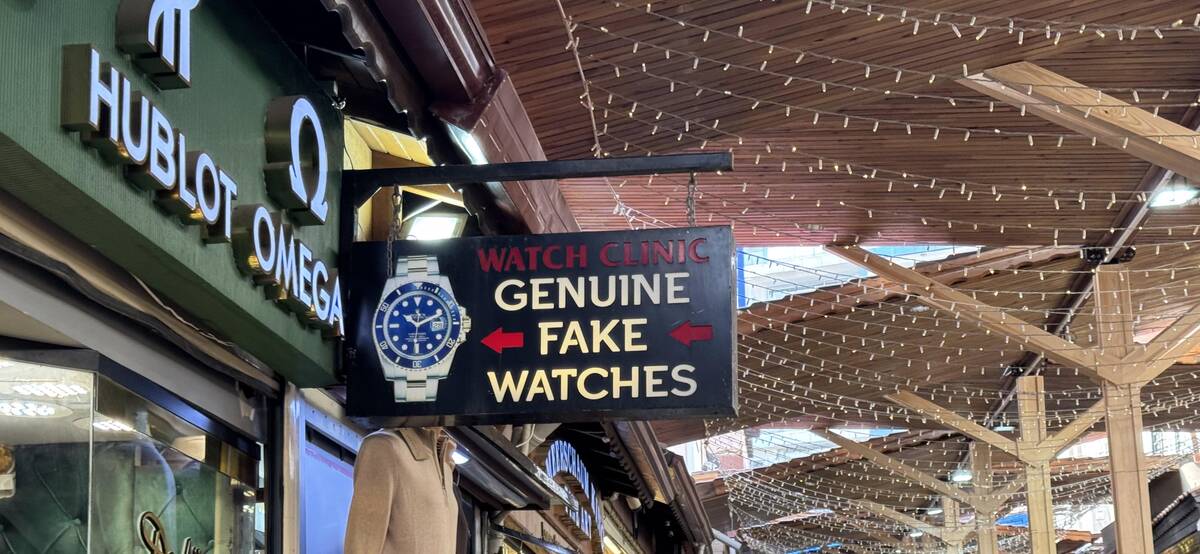 HUBLOT
Ω
OMEGA
WATCH CLINIC
GENUINE
FAKE
WATCHES